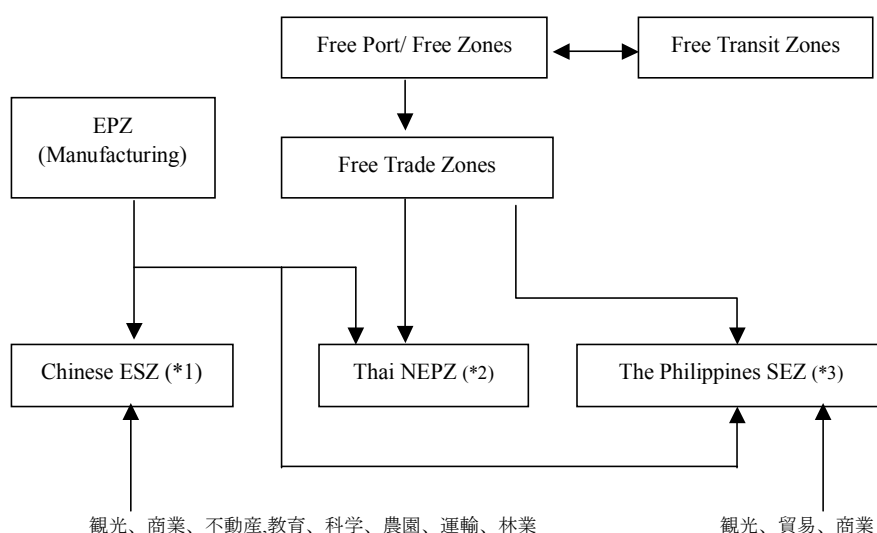 Free Port/ Free Zones
Free Transit Zones
EPZ
(Manufacturing)
Free Trade Zones
Chinese ESZ (*1)
Thai NEPZ (*2)
The Philippines SEZ (*3)
観光、商業、不動産,教育、科学、農園、運輸、林業
観光、貿易、商業